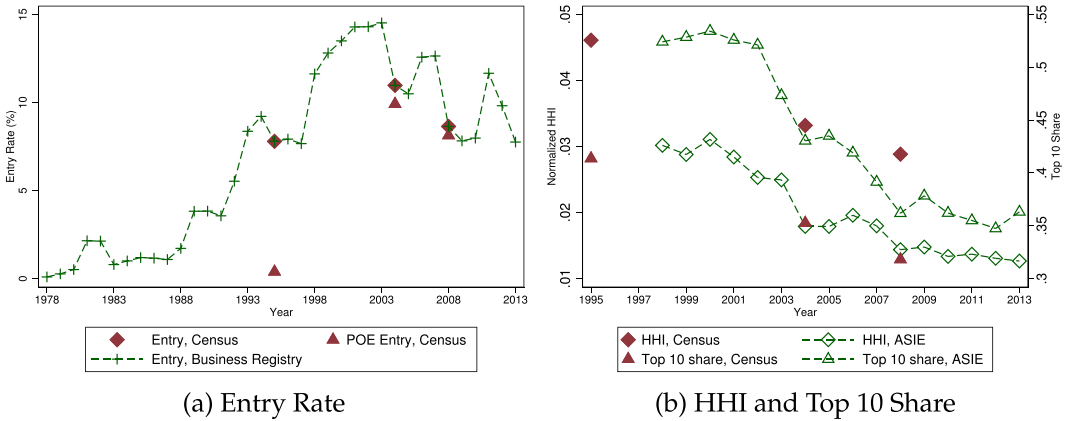 15
10
5
0
Entry Rate (%)
1978 1983 1988 1993 1998 2003 2008 2013
Year
Entry, Census POE Entry, Census
Entry, Business Registry
(a) Entry Rate
.05
.04
.03
.02
.01
Normalized HHI
.55
.5
.45
.4
.35
.3
Top 10 Share
1995 1997 1999 2001 2003 2005 2007 2009 2011 2013
Year
HHI, Census HHI, ASIE
Top 10 share, Census Top 10 share, ASIE
(b) HHI and Top 10 Share